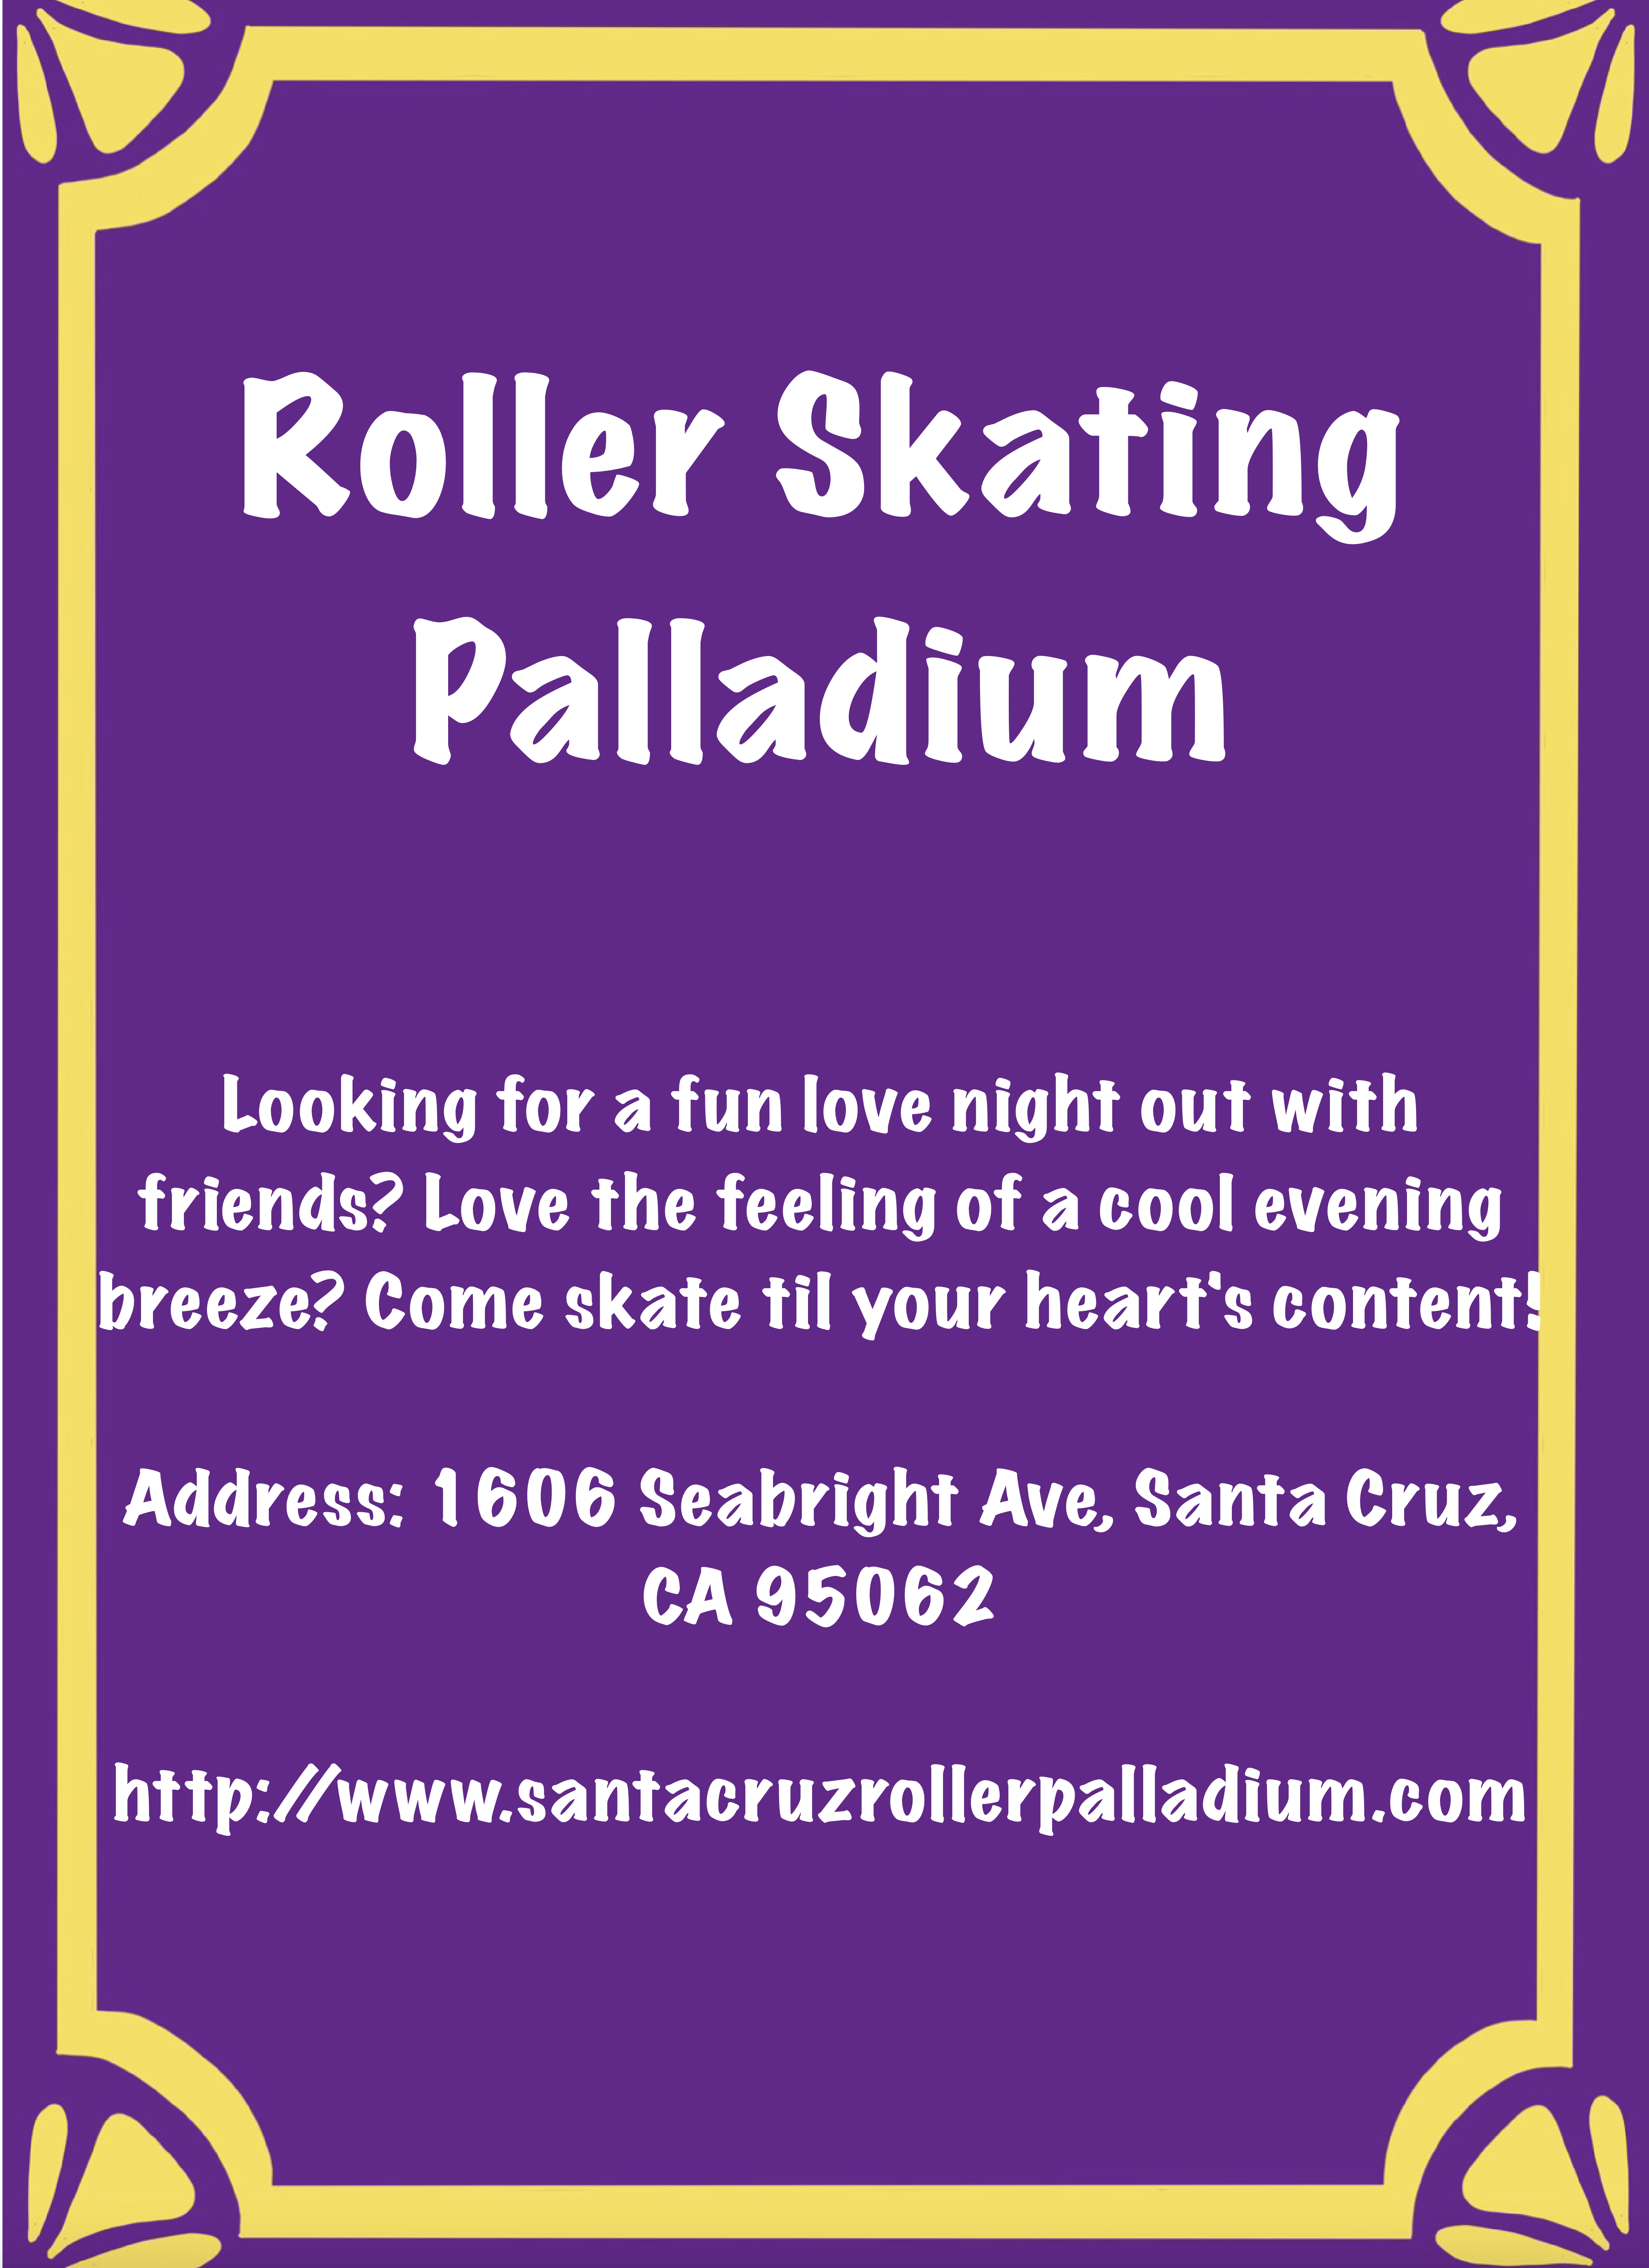 Roller Skating
Palladium
Looking for a fun love night out with
friends? Love the feeling of a cool evening
breeze? Come skate til your heart's content!
Address: 1606 Seabright Ave, Santa Cruz,
CA 95062
http://www.santacruzrollerpalladium.com